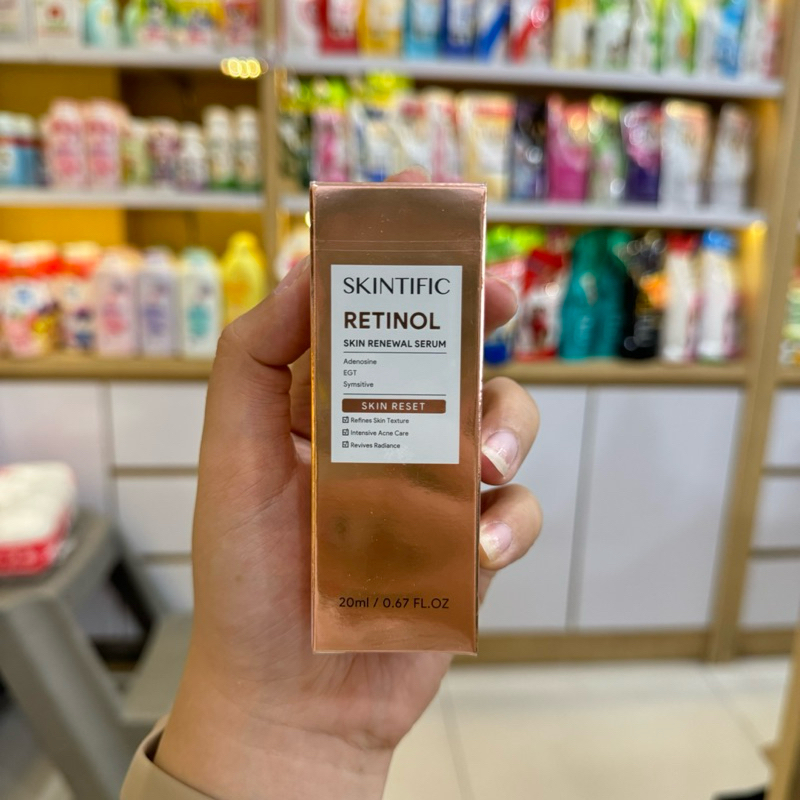 SKINTIFIC
RETINOL
SKIN RENEWAL SERUM
Adenosine
EGT
Symsitive
SKIN RESET
Refines Skin Texture
Intensive Acne Care
Revives Radiance
20ml / 0.67 FL.OZ